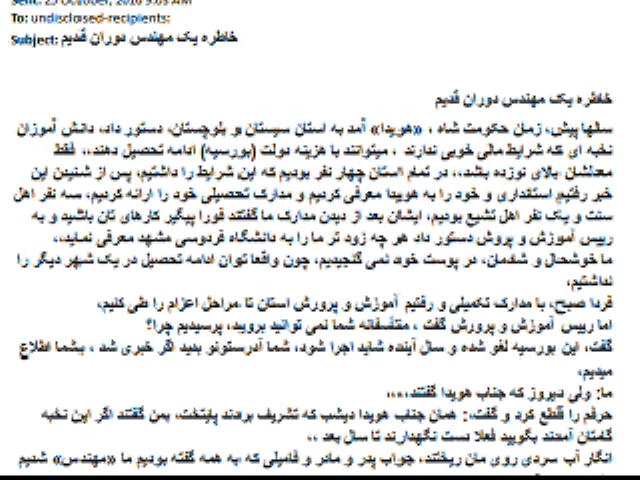 Sent: 25 October, 2016 9:05 AM
To: undisclosed-recipients:
Subject: خاطره یک مهندس دوران قدیم
خاطره یک مهندس دوران قدیم
سالها پیش، زمان حکومت شاه ، «هویدا» آمد به استان سیستان و بلوچستان، دستور داد، دانش آموزان
نخبه ای که شرایط مالی خوبی ندارند ، میتوانند با هزینه دولت (بورسیه) ادامه تحصیل دهند،، فقط
معدلشان بالای نوزده باشد،، در تمام استان چهار نفر بودیم که این شرایط را داشتیم، پس از شنیدن این
خبر رفتیم استانداری و خود را به هویدا معرفی کردیم و مدارک تحصیلی خود را ارائه کردیم، سه نفر اهل
سنت و یک نفر اهل تشیع بودیم، ایشان بعد از دیدن مدارک ما گفتند فورا پیگیر کارهای تان باشید و به
رییس آموزش و پروش دستور داد هر چه زود تر ما را به دانشگاه فردوسی مشهد معرفی نماید،،
ما خوشحال و شادمان، در پوست خود نمی گنجیدیم، چون واقعا توان ادامه تحصیل در یک شهر دیگر را
نداشتیم،
فردا صبح، با مدارک تکمیلی و رفتیم آموزش و پرورش استان تا مراحل اعزام را طی کنیم،
اما رییس آموزش و پرورش گفت ، متفسفانه شما نمی توانید بروید، پرسیدیم چرا؟
گفت، این بورسیه لغو شده و سال آینده شاید اجرا شود، شما آدرستونو بدید اگر خبری شد ، بشما اطلاع
میدیم،
ما: ولی دیروز که جناب هویدا گفتند،،،،
حرفم را قطع کرد و گفت،: همان جناب هویدا دیشب که تشریف بردند پایتخت، بمن گفتند اگر این نخبه
گامتان آمدند بگویید فعلا دست نگهدارند تا سال بعد ،،
انگار آب سردی روی مان ریختند، جواب پدر و مادر و فامیلی که به همه گفته بودیم ما «مهندس» شدیم